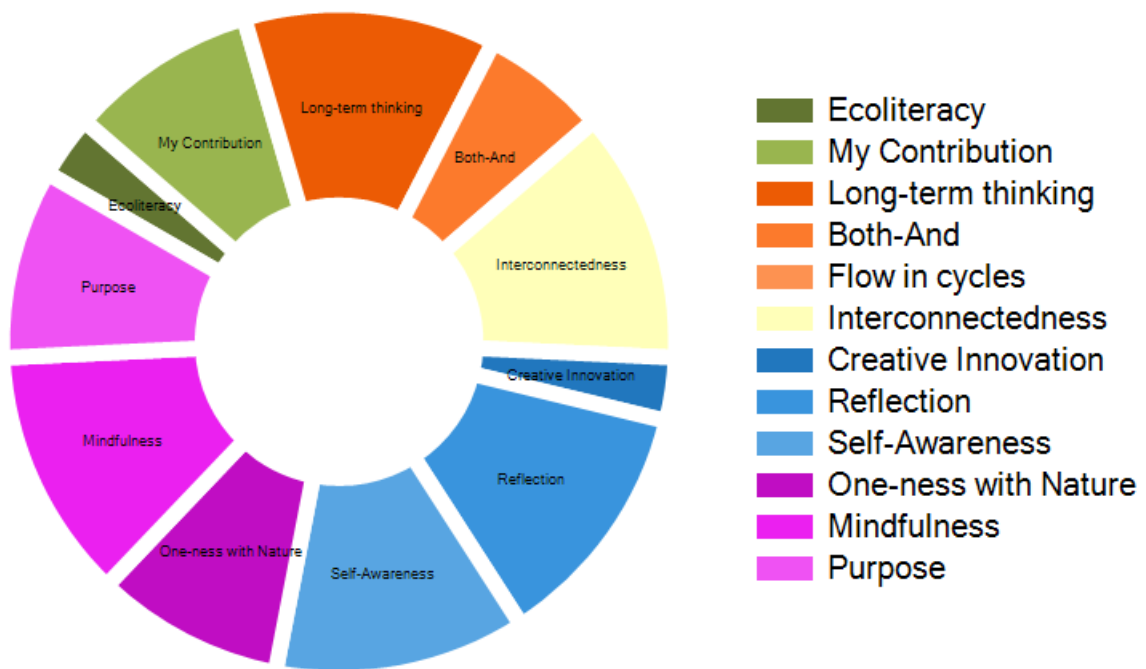 Long-term thinking
My Contribution
Both-And
Ecoliteracy
Interconnectedness
Purpose
Creative Innovation
Mindfulness
Reflection
One-ness with Nature
Self-Awareness
Ecoliteracy
My Contribution
Long-term thinking
Both-And
Flow in cycles
Interconnectedness
Creative Innovation
Reflection
Self-Awareness
One-ness with Nature
Mindfulness
Purpose